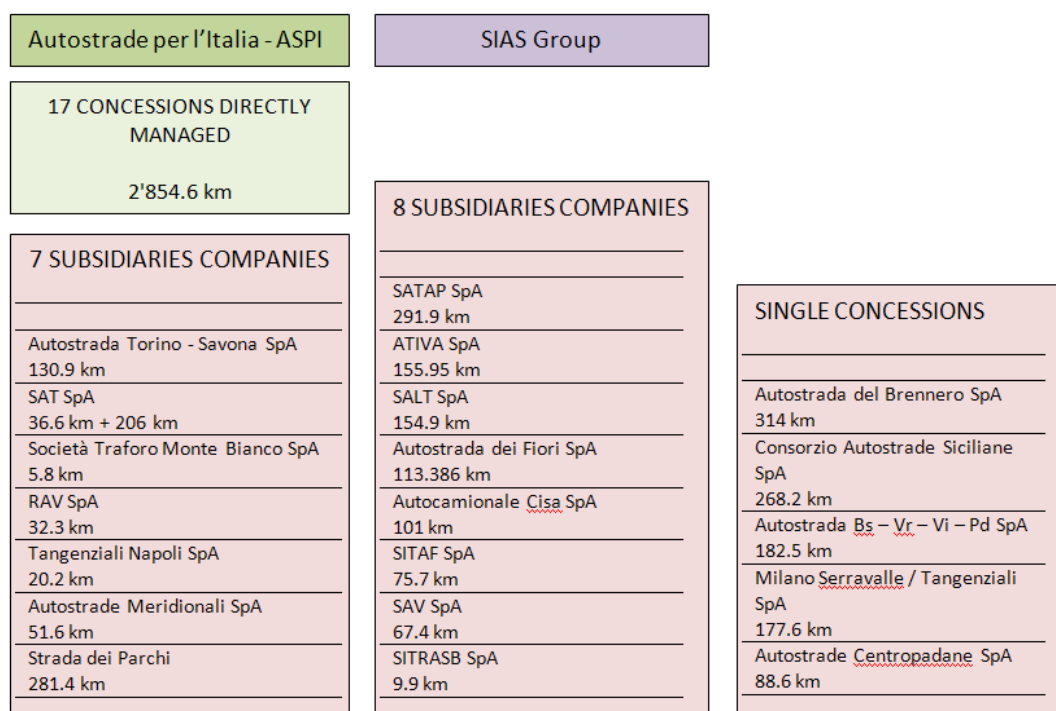 Autostrade per l'Italia - ASPI
17 CONCESSIONS DIRECTLY
MANAGED
2'854.6 km
7 SUBSIDIARIES COMPANIES
Autostrada Torino - Savona SpA
130.9 km
SAT SpA
36.6 km + 206 km
Società Traforo Monte Bianco SpA
5.8 km
RAV SpA
32.3 km
Tangenziali Napoli SpA
20.2 km
Autostrade Meridionali SpA
51.6 km
Strada dei Parchi
281.4 km
SIAS Group
8 SUBSIDIARIES COMPANIES
SATAP SpA
291.9 km
ATIVA SpA
155.95 km
SALT SpA
154.9 km
Autostrada dei Fiori SpA
113.386 km
Autocamionale Cisa SpA
101 km
SITAF SpA
75.7 km
SAV SpA
67.4 km
SITRASB SpA
9.9 km
SINGLE CONCESSIONS
Autostrada del Brennero SpA
314 km
Consorzio Autostrade Siciliane
SpA
268.2 km
Autostrada Bs – Vr – Vi – Pd SpA
182.5 km
Milano Serravalle / Tangenziali
SpA
177.6 km
Autostrade Centropadane SpA
88.6 km